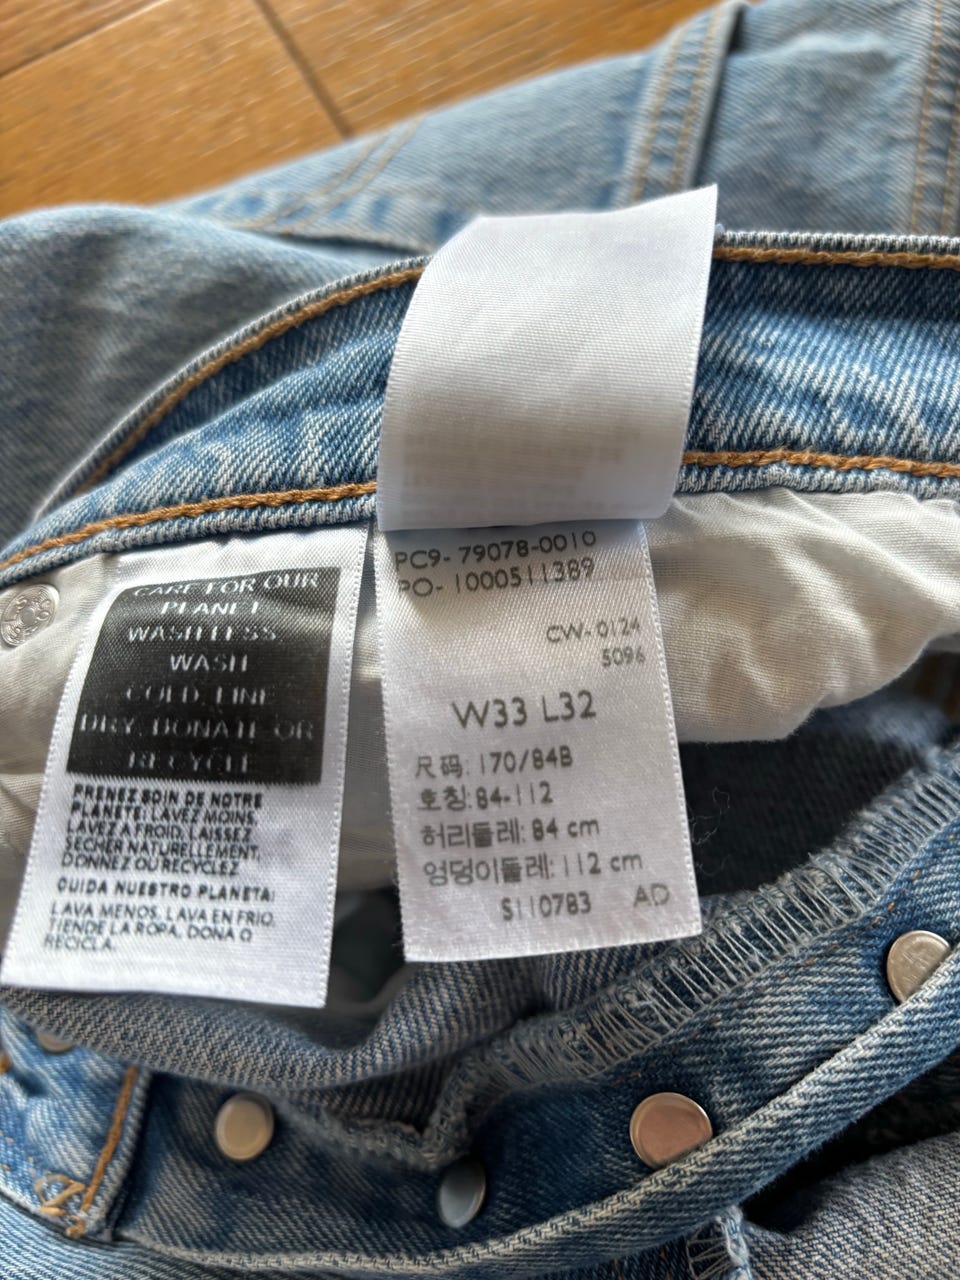 CARE FOR OUR
PLANET
WASH LESS,
WASH
COLD, LINE
DRY, DONATE OR
RECYCLE
PRENEZ SOIN DE NOTRE
PLANÈTE: LAVEZ MOINS,
LAVEZ A FROID, LAISSEZ
SÉCHER NATURELLEMENT,
DONNEZ OU RECYCLEZ
CUIDA NUESTRO PLANETA:
LAVA MENOS, LAVA EN FRIO,
TIENDE LA ROPA, DONA O
RECICLA.
PC9- 79078-0010
PO- 1000511389
CW- 0124
5096
W33 L32
尺码: 170/84B
호칭: 84-112
허리둘레: 84 cm
엉덩이둘레: 112 cm
S110783 AD